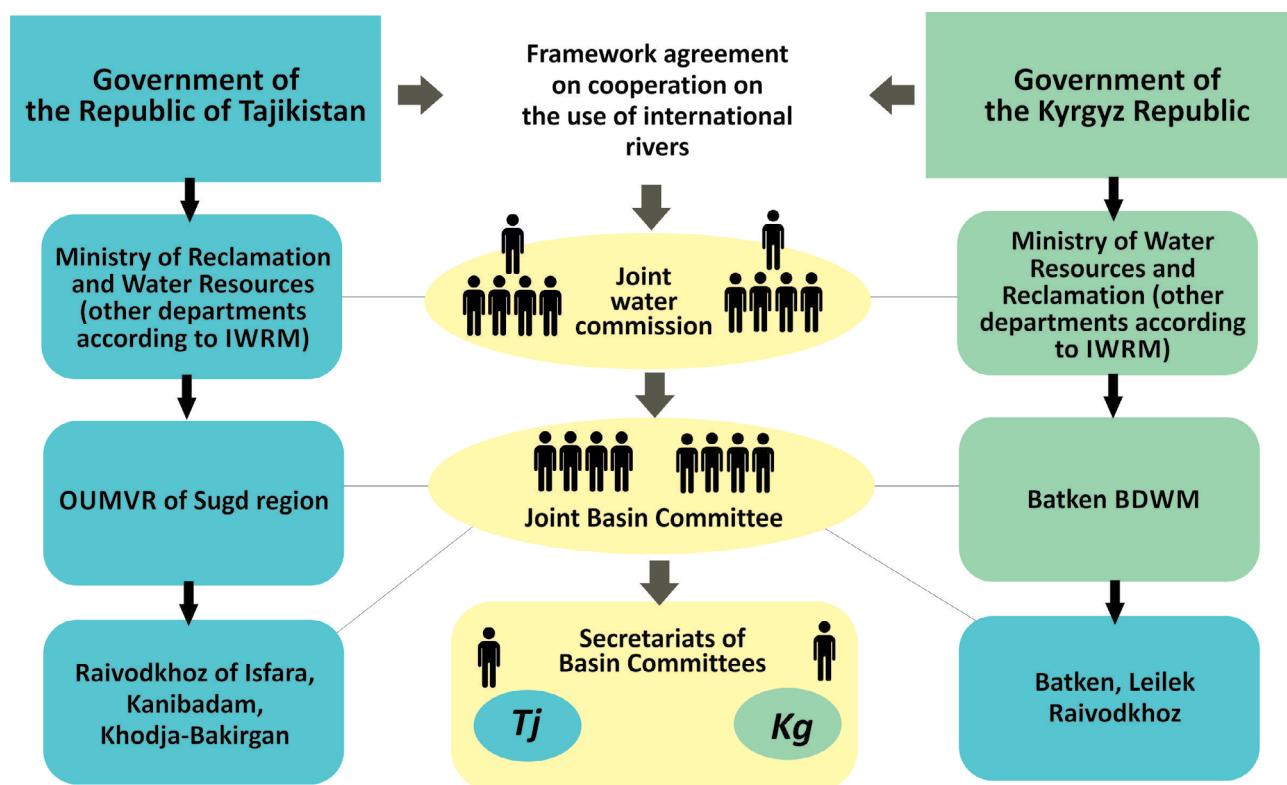 Government of
the Republic of Tajikistan
Framework agreement
on cooperation on
the use of international
rivers
Government of
the Kyrgyz Republic
Ministry of Reclamation
and Water Resources
(other departments
according to IWRM)
Joint
water
commission
Ministry of Water
Resources and
Reclamation (other
departments according
to IWRM)
OUMVR of Sugd region
Joint Basin Committee
Batken BDWM
Raivodkhoz of Isfara,
Kanibadam,
Khodja-Bakirgan
Secretariats of
Basin Committees
Tj
Kg
Batken, Leilek
Raivodkhoz